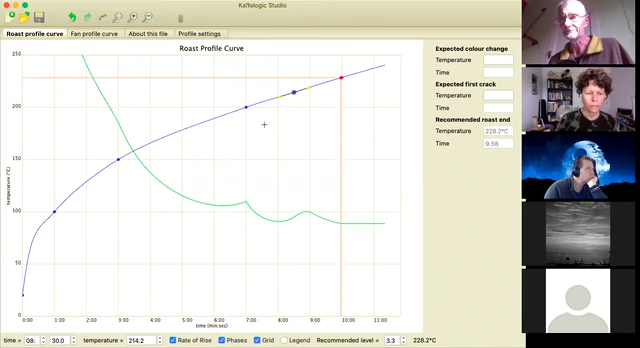 Kaffelogic Studio
Roast profile curve
Fan profile curve
About this file
Profile settings
Roast Profile Curve
temperature (°C)
250
200
150
100
50
0
0:00 1:00 2:00 3:00 4:00 5:00 6:00 7:00 8:00 9:00 10:00 11:00
time (min:sec)
Expected colour change
Temperature
Time
Expected first crack
Temperature
Time
Recommended roast end
Temperature 228.2°C
Time 9:58
time = 08: 30.0 temperature = 214.2 Rate of Rise Phases Grid Legend Recommended level = 3.3 228.2°C